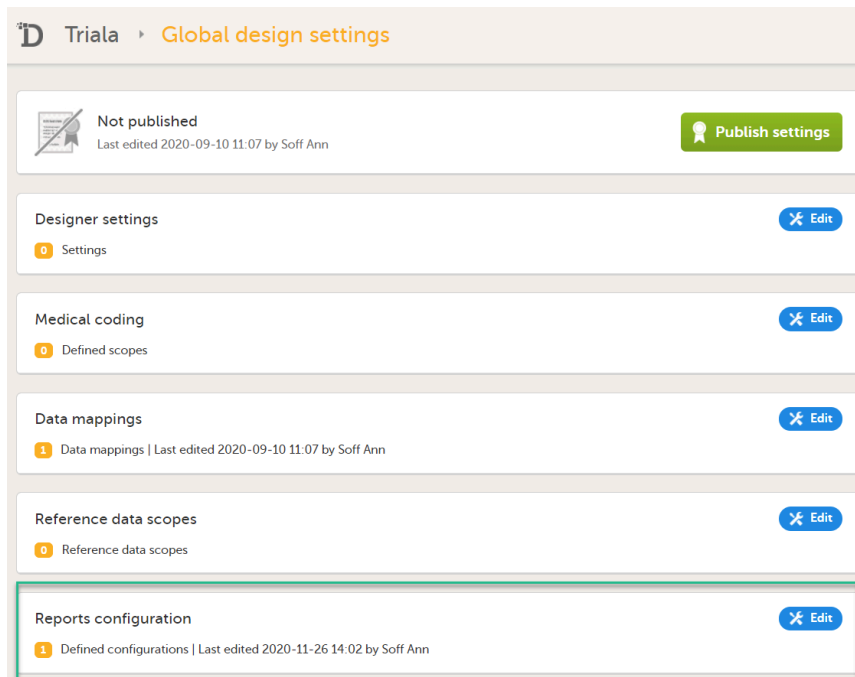 D Triala Global design settings
Not published
Last edited 2020-09-10 11:07 by Soff Ann
Publish settings
Designer settings
Edit
0 Settings
Medical coding
Edit
0 Defined scopes
Data mappings
Edit
1 Data mappings | Last edited 2020-09-10 11:07 by Soff Ann
Reference data scopes
Edit
0 Reference data scopes
Reports configuration
Edit
1 Defined configurations | Last edited 2020-11-26 14:02 by Soff Ann